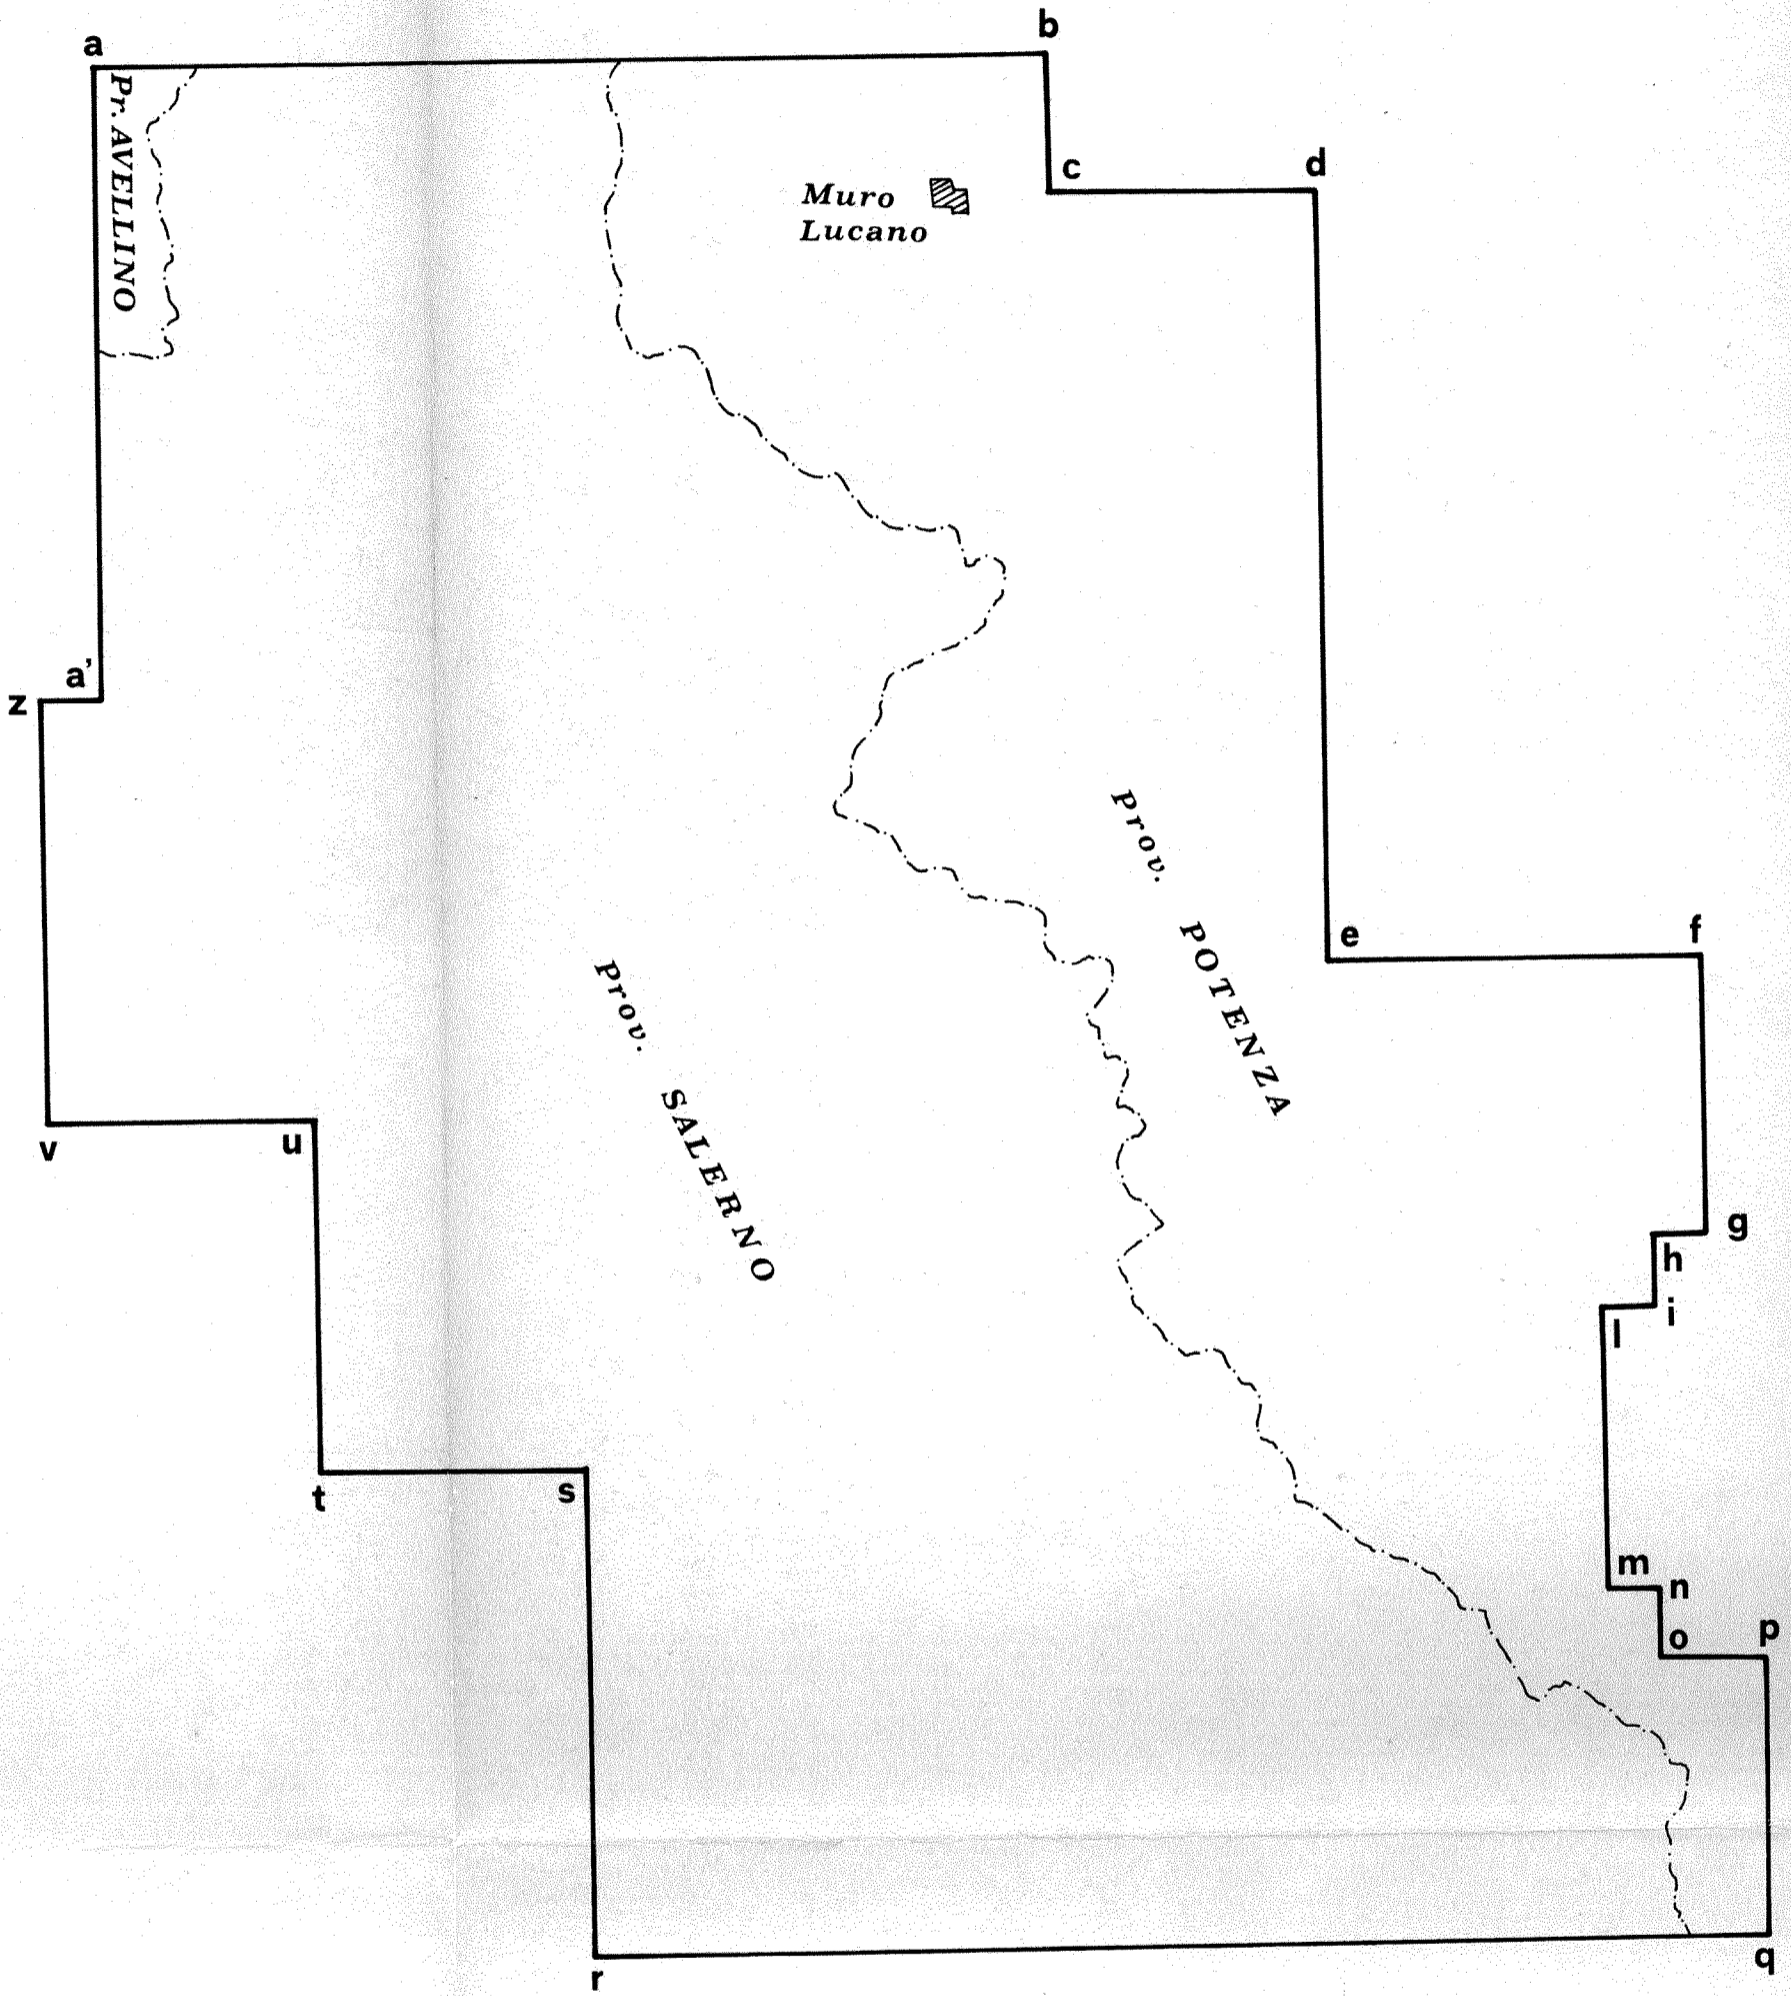 a
b
c
d
Pr. AVELLINO
Muro
Lucano
a'
z
Prov. POTENZA
e
f
Prov. SALERNO
v
u
g
h
i
l
t
s
m
n
o
p
r
q